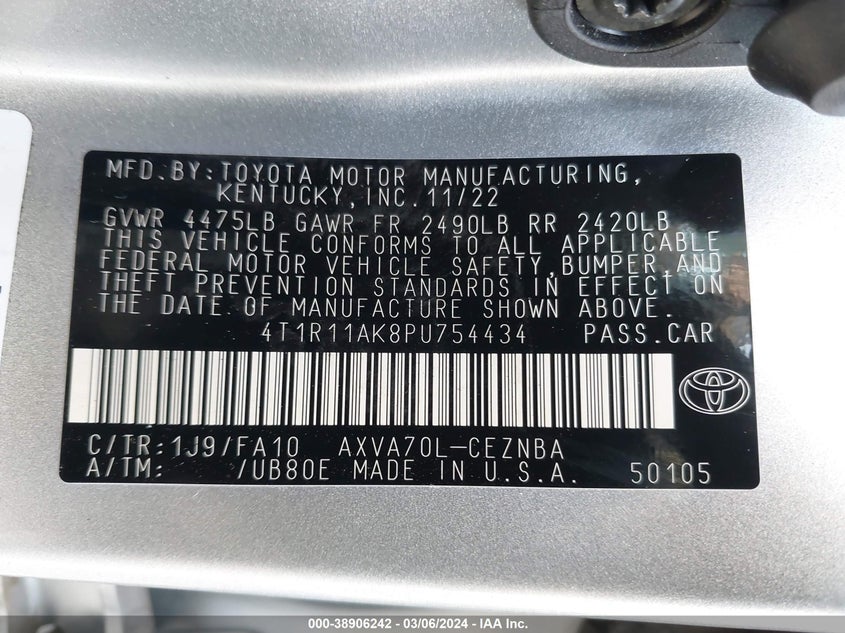 MFD.BY:TOYOTA MOTOR MANUFACTURING,
KENTUCKY,INC.11/22
GVWR 4475LB GAWR FR 2490LB RR 2420LB
THIS VEHICLE CONFORMS TO ALL APPLICABLE
FEDERAL MOTOR VEHICLE SAFETY,BUMPER,AND
THEFT PREVENTION STANDARDS IN EFFECT ON
THE DATE OF MANUFACTURE SHOWN ABOVE.
4T1R11AK8PU754434 PASS.CAR
C/TR:1J9/FA10 AXVA70L-CEZNBA
A/TM: /UB80E MADE IN U.S.A. 50105
000-38906242 - 03/06/2024 - IAA Inc.